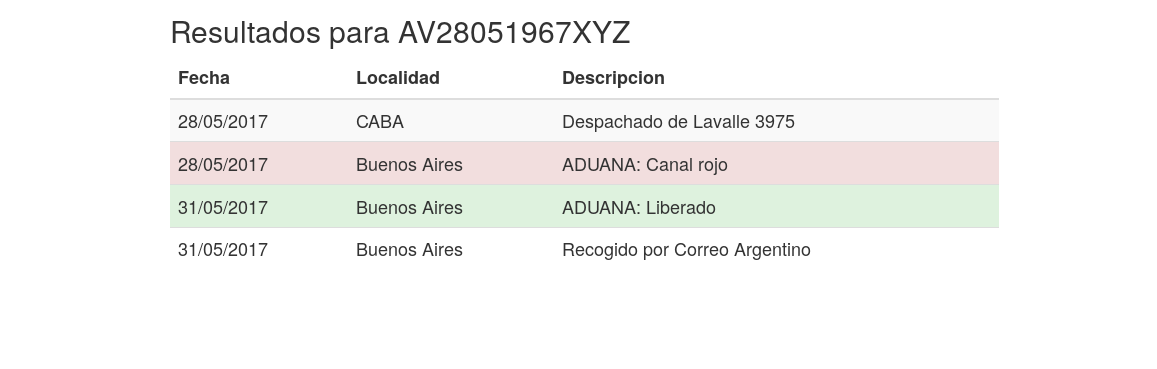 Resultados para AV28051967XYZ
Fecha Localidad Descripcion
28/05/2017 CABA Despachado de Lavalle 3975
28/05/2017 Buenos Aires ADUANA: Canal rojo
31/05/2017 Buenos Aires ADUANA: Liberado
31/05/2017 Buenos Aires Recogido por Correo Argentino